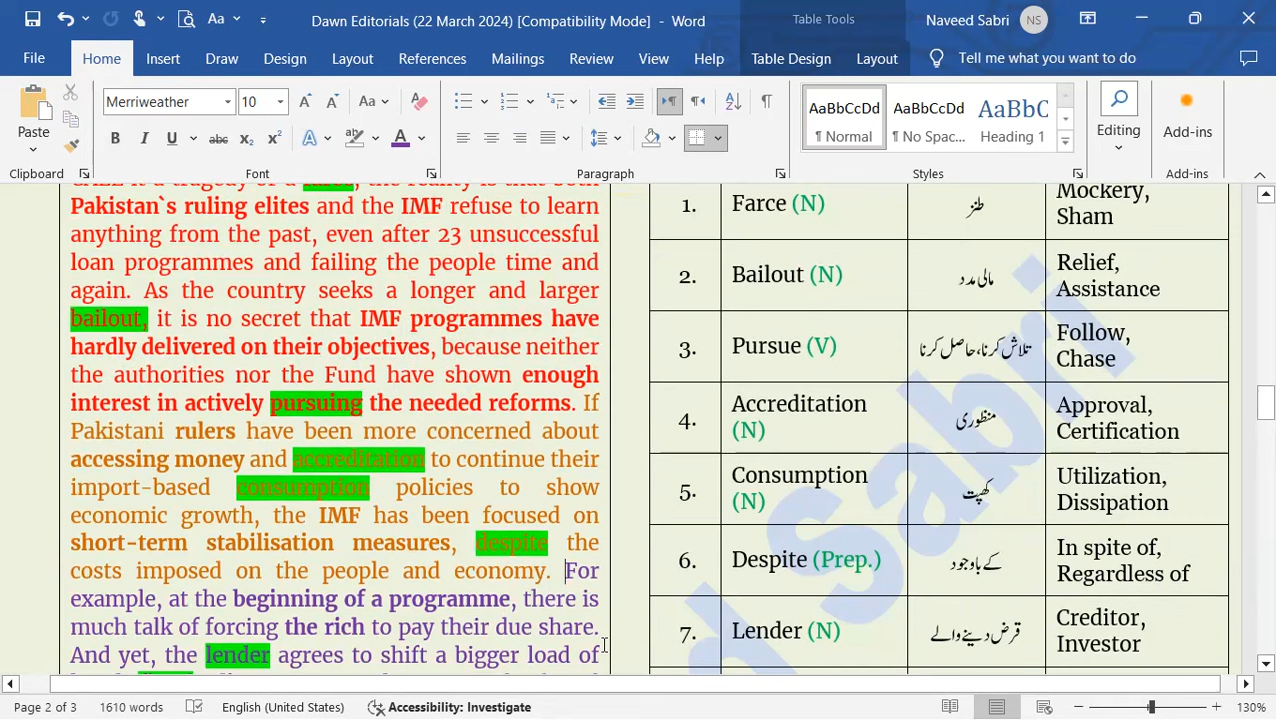 Aa
Dawn Editorials (22 March 2024) [Compatibility Mode] - Word
Table Tools
Naveed Sabri
NS
File
Home
Insert
Draw
Design
Layout
References
Mailings
Review
View
Help
Table Design
Layout
Tell me what you want to do
Paste
Clipboard
Merriweather
10
Font
Paragraph
AaBbCcDd
¶ Normal
AaBbCcDd
¶ No Spac...
AaBbC
Heading 1
Styles
Editing
Add-ins
Add-ins
the reality is that both
Pakistan`s ruling elites and the IMF refuse to learn
anything from the past, even after 23 unsuccessful
loan programmes and failing the people time and
again. As the country seeks a longer and larger
bailout, it is no secret that IMF programmes have
hardly delivered on their objectives, because neither
the authorities nor the Fund have shown enough
interest in actively pursuing the needed reforms. If
Pakistani rulers have been more concerned about
accessing money and accreditation to continue their
import-based consumption policies to show
economic growth, the IMF has been focused on
short-term stabilisation measures, despite the
costs imposed on the people and economy. For
example, at the beginning of a programme, there is
much talk of forcing the rich to pay their due share.
And yet, the lender agrees to shift a bigger load of
1. Farce (N) طنز Mockery, Sham
2. Bailout (N) مالی مدد Relief, Assistance
3. Pursue (V) تلاش کرنا، حاصل کرنا Follow, Chase
4. Accreditation (N) منظوری Approval, Certification
5. Consumption (N) کھپت Utilization, Dissipation
6. Despite (Prep.) کے باوجود In spite of, Regardless of
7. Lender (N) قرض دینے والے Creditor, Investor
Sabri
Page 2 of 3
1610 words
English (United States)
Accessibility: Investigate
130%